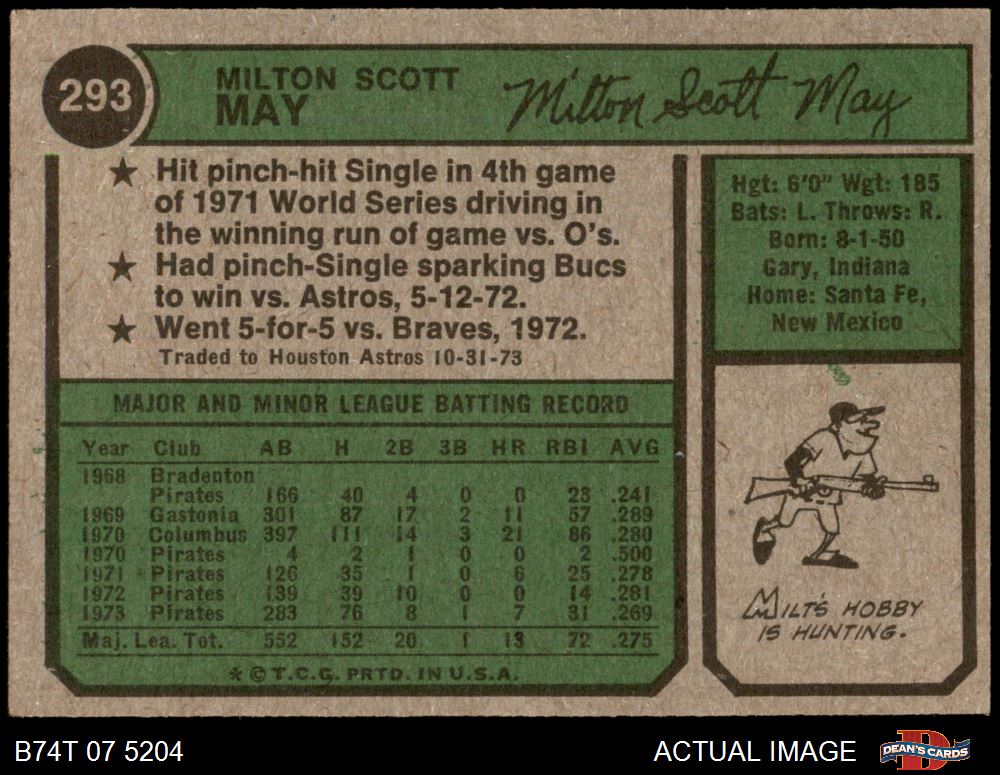 293
MILTON SCOTT
MAY
Milton Scott May
★ Hit pinch-hit Single in 4th game
of 1971 World Series driving in
the winning run of game vs. O's.
★ Had pinch-Single sparking Bucs
to win vs. Astros, 5-12-72.
★ Went 5-for-5 vs. Braves, 1972.
Traded to Houston Astros 10-31-73
Hgt: 6'0" Wgt: 185
Bats: L. Throws: R.
Born: 8-1-50
Gary, Indiana
Home: Santa Fe,
New Mexico
MAJOR AND MINOR LEAGUE BATTING RECORD
Year Club AB H 2B 3B HR RBI AVG
1968 Bradenton
Pirates 166 40 4 0 0 23 .241
1969 Gastonia 301 87 17 2 11 57 .289
1970 Columbus 397 111 14 3 21 86 .280
1970 Pirates 4 2 1 0 0 2 .500
1971 Pirates 126 35 1 0 6 25 .278
1972 Pirates 139 39 10 0 0 14 .281
1973 Pirates 283 76 8 1 7 31 .269
Maj. Lea. Tot. 552 152 20 1 13 72 .275
* © T.C.G. PRTD. IN U.S.A.
MILT'S HOBBY
IS HUNTING.
B74T 07 5204
ACTUAL IMAGE
D
DEAN'S CARDS